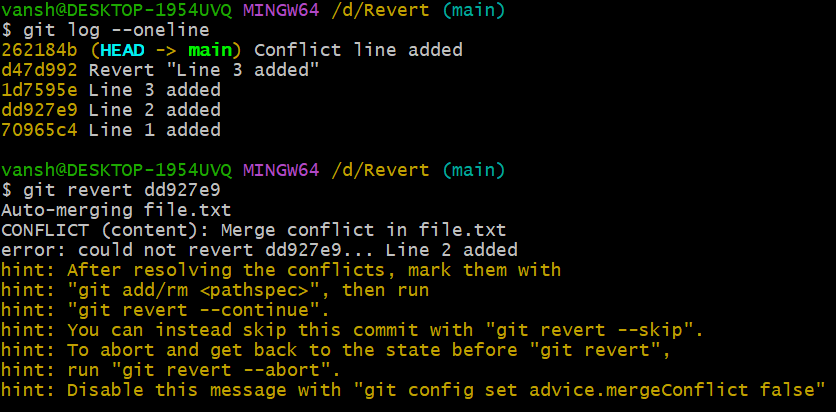 vansh@DESKTOP-1954UVQ MINGW64 /d/Revert (main)
$ git log --oneline
262184b (HEAD -> main) Conflict line added
d47d992 Revert "Line 3 added"
1d7595e Line 3 added
dd927e9 Line 2 added
70965c4 Line 1 added
vansh@DESKTOP-1954UVQ MINGW64 /d/Revert (main)
$ git revert dd927e9
Auto-merging file.txt
CONFLICT (content): Merge conflict in file.txt
error: could not revert dd927e9... Line 2 added
hint: After resolving the conflicts, mark them with
hint: "git add/rm <pathspec>", then run
hint: "git revert --continue".
hint: You can instead skip this commit with "git revert --skip".
hint: To abort and get back to the state before "git revert",
hint: run "git revert --abort".
hint: Disable this message with "git config set advice.mergeConflict false"